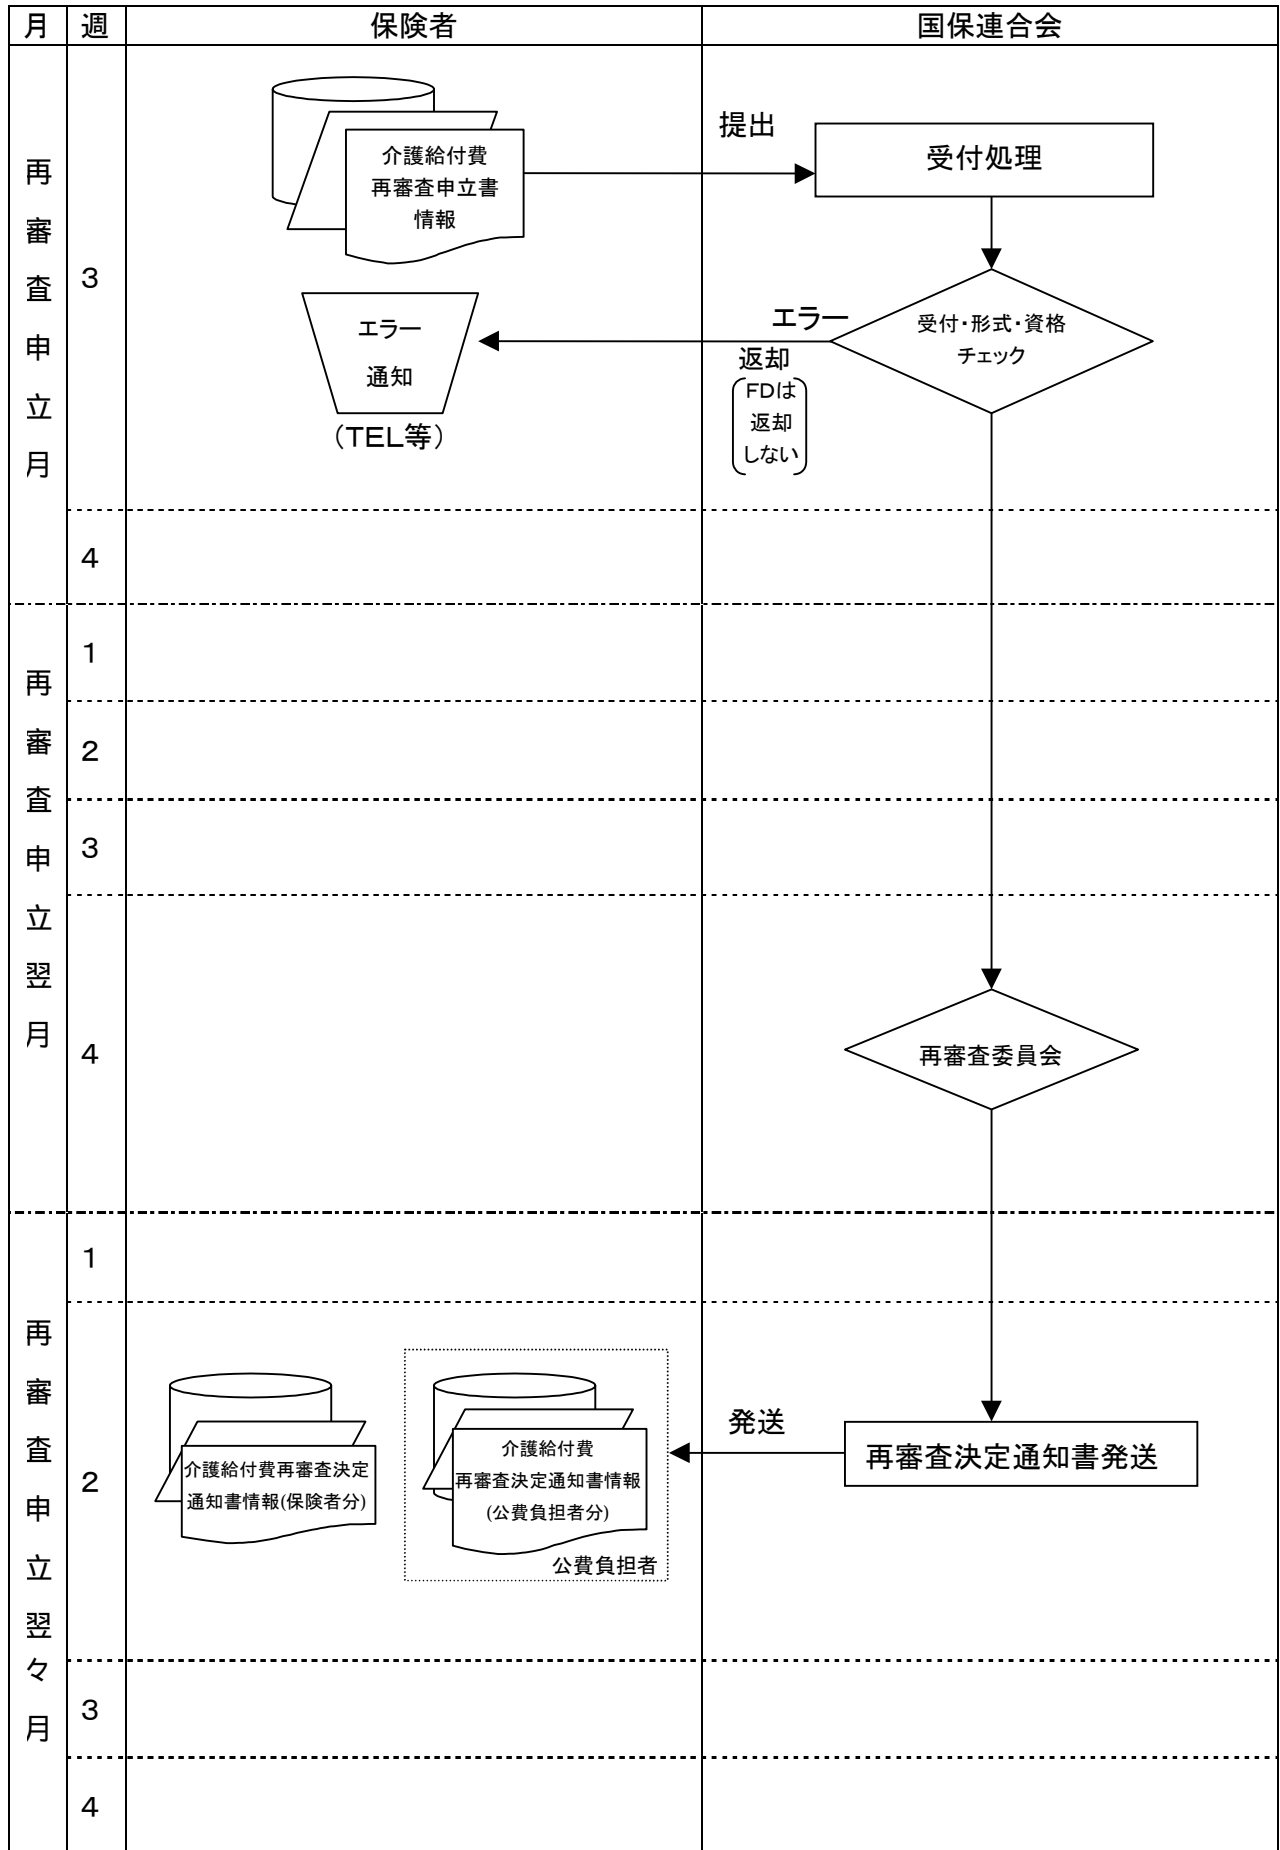 月 週 保険者 国保連合会
再審査申立月
3
介護給付費
再審査申立書
情報
提出
受付処理
エラー
通知
(TEL等)
エラー
返却
FDは
返却
しない
受付・形式・資格
チェック
4
再審査申立翌月
1
2
3
4
再審査委員会
再審査申立翌々月
1
2
介護給付費再審査決定
通知書情報(保険者分)
介護給付費
再審査決定通知書情報
(公費負担者分)
公費負担者
発送
再審査決定通知書発送
3
4